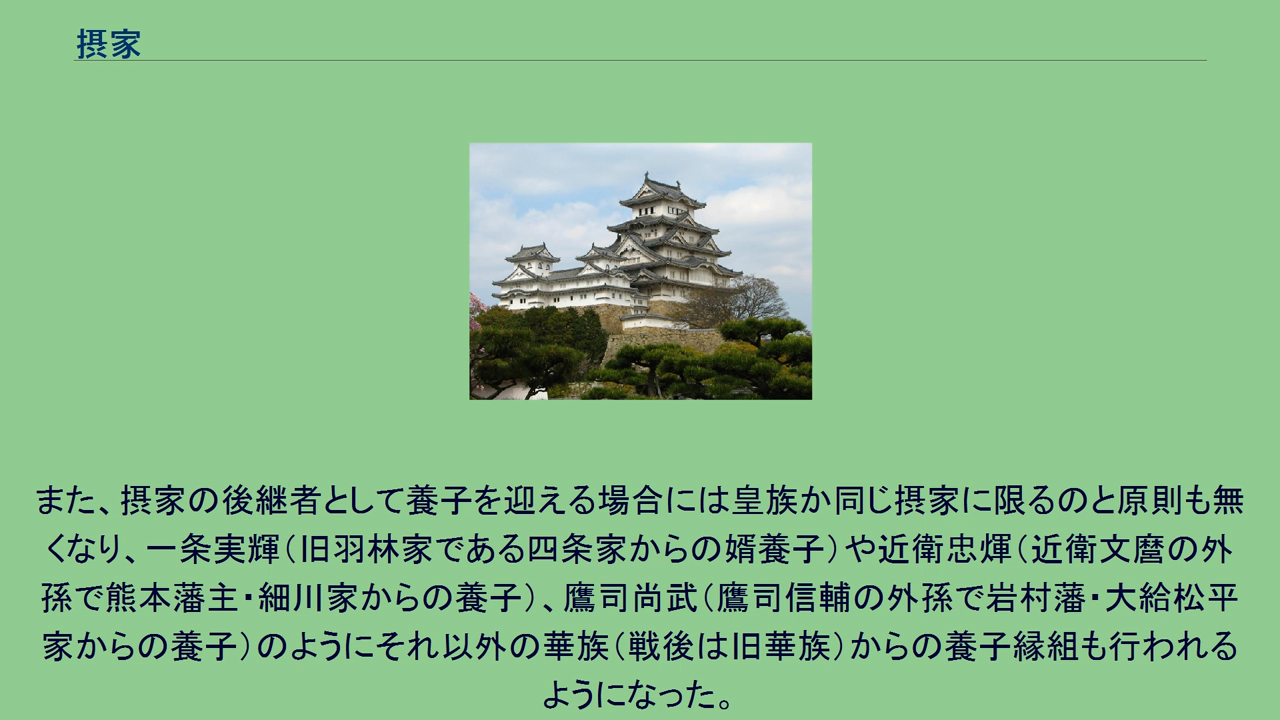 摂家
また、摂家の後継者として養子を迎える場合には皇族か同じ摂家に限るのと原則も無
くなり、一条実輝（旧羽林家である四条家からの婿養子）や近衛忠煇（近衛文麿の外
孫で熊本藩主・細川家からの養子）、鷹司尚武（鷹司信輔の外孫で岩村藩・大給松平
家からの養子）のようにそれ以外の華族（戦後は旧華族）からの養子縁組も行われる
ようになった。